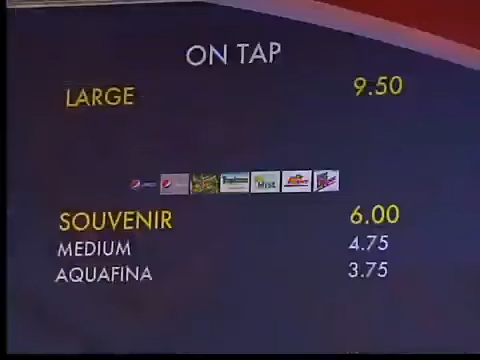 ON TAP
LARGE 9.50
SOUVENIR 6.00
MEDIUM 4.75
AQUAFINA 3.75